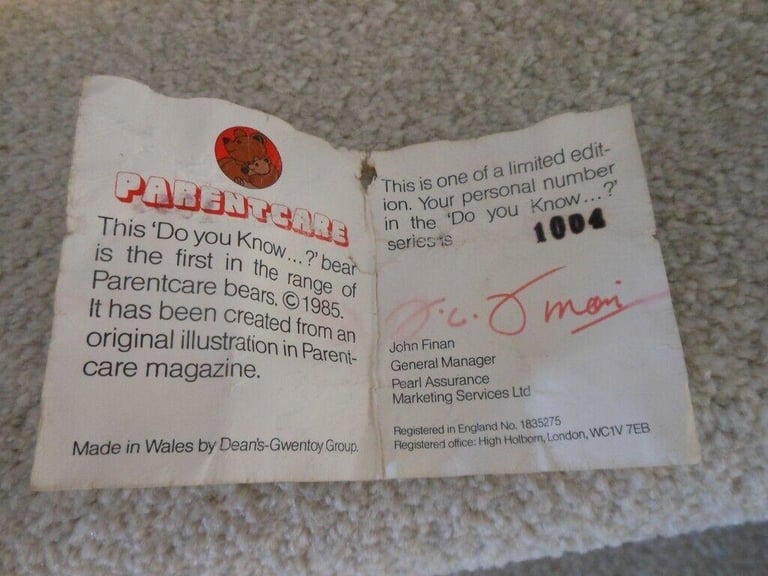 PARENTCARE
This 'Do you Know...?' bear
is the first in the range of
Parentcare bears. © 1985.
It has been created from an
original illustration in Parent-
care magazine.
Made in Wales by Dean's-Gwentoy Group.
This is one of a limited edit-
ion. Your personal number
in the 'Do you Know...?'
series is 1004
John Finan
General Manager
Pearl Assurance
Marketing Services Ltd
Registered in England No. 1835275
Registered office: High Holborn, London, WC1V 7EB